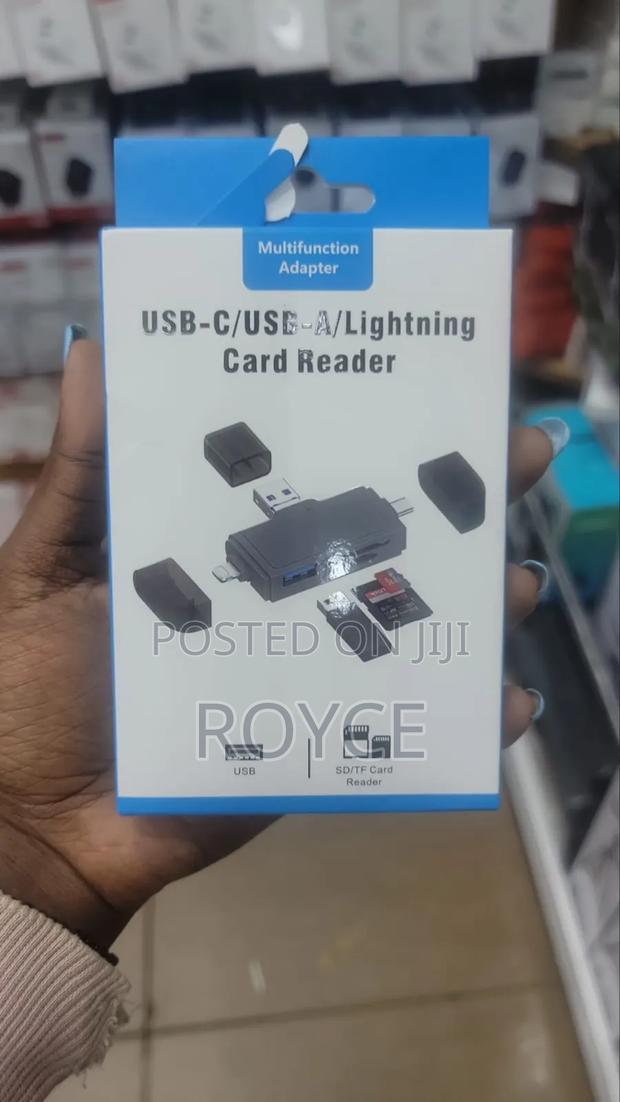 Multifunction
Adapter
USB-C/USB-A/Lightning
Card Reader
POSTED ON JIJI
ROYCE
USB
SD/TF Card
Reader